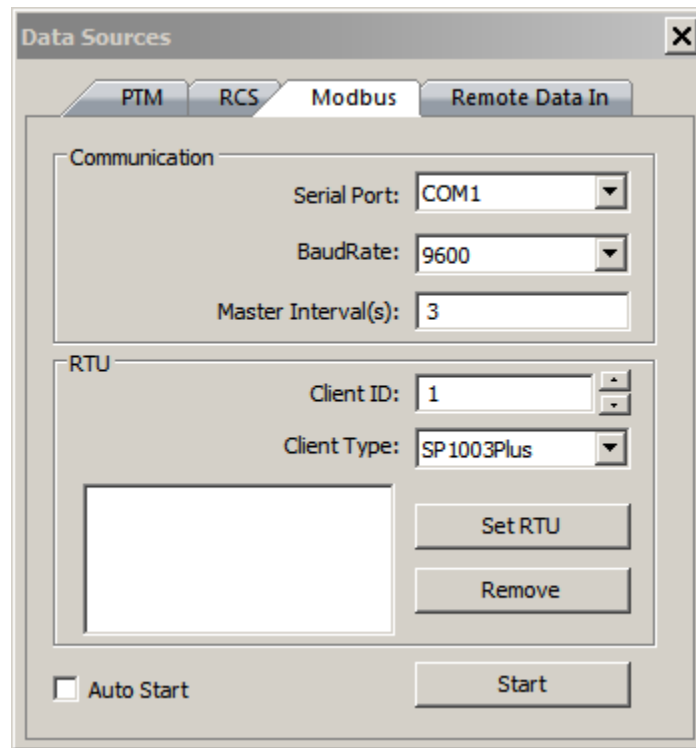 Data Sources
PTM RCS Modbus Remote Data In
Communication
Serial Port: COM1
BaudRate: 9600
Master Interval(s): 3
RTU
Client ID: 1
Client Type: SP1003Plus
Set RTU
Remove
Auto Start Start